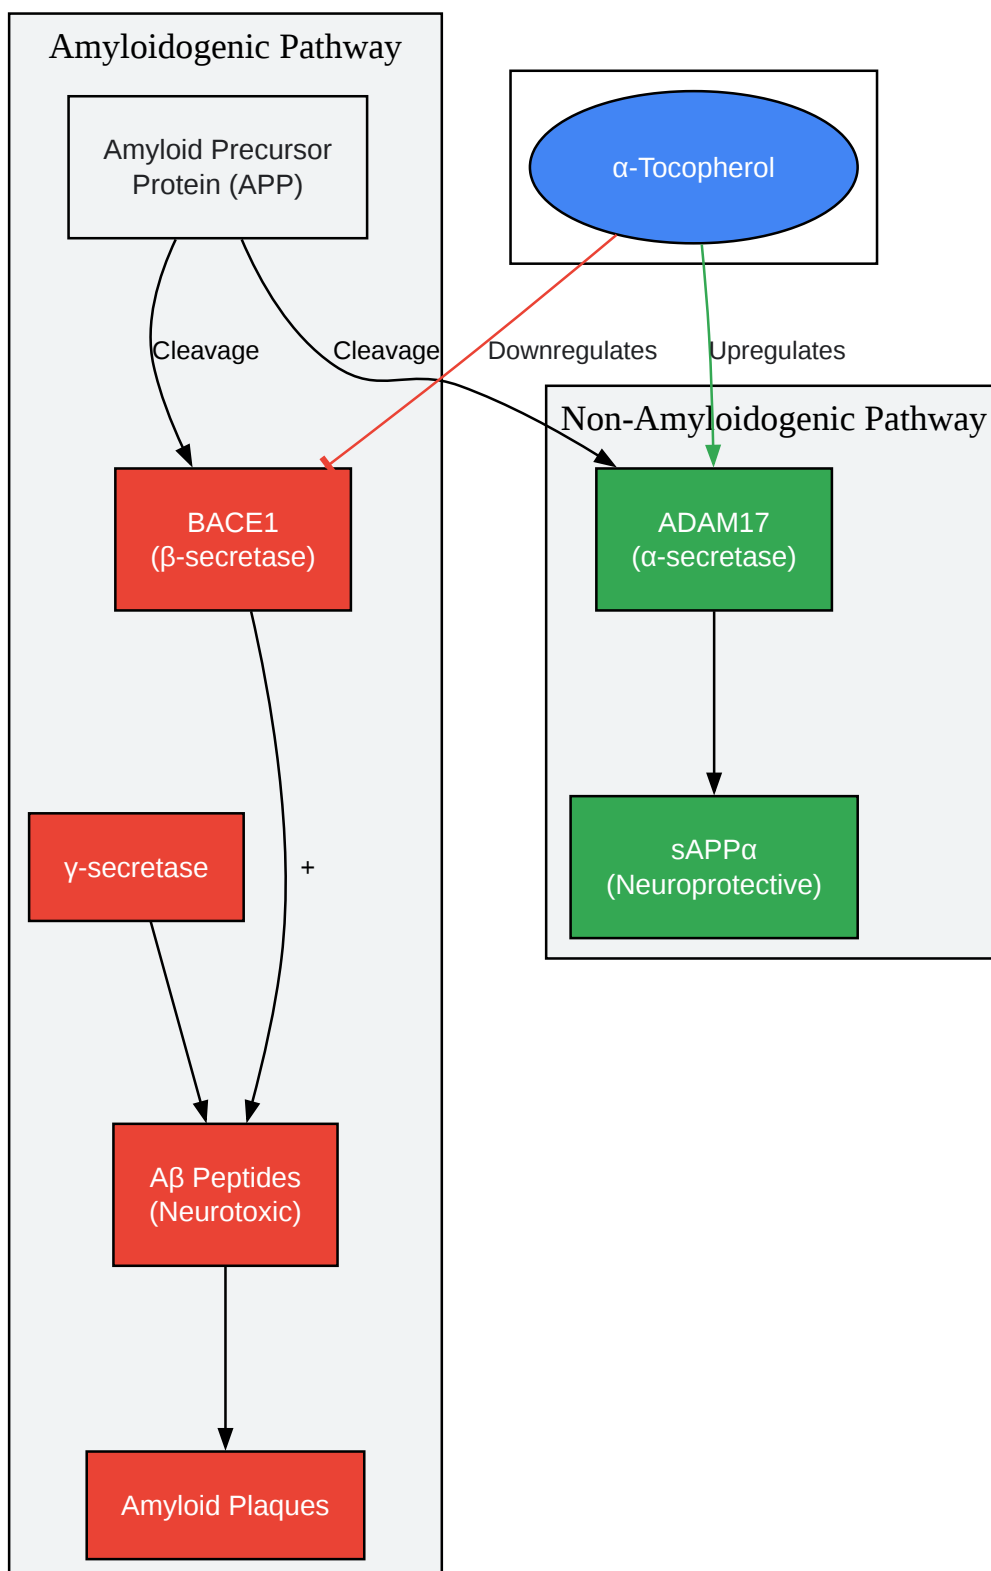 Amyloidogenic Pathway
Amyloid Precursor
Protein (APP)
α-Tocopherol
Cleavage
Cleavage
Downregulates
Upregulates
Non-Amyloidogenic Pathway
BACE1
(β-secretase)
ADAM17
(α-secretase)
γ-secretase
+
sAPPα
(Neuroprotective)
Aβ Peptides
(Neurotoxic)
Amyloid Plaques